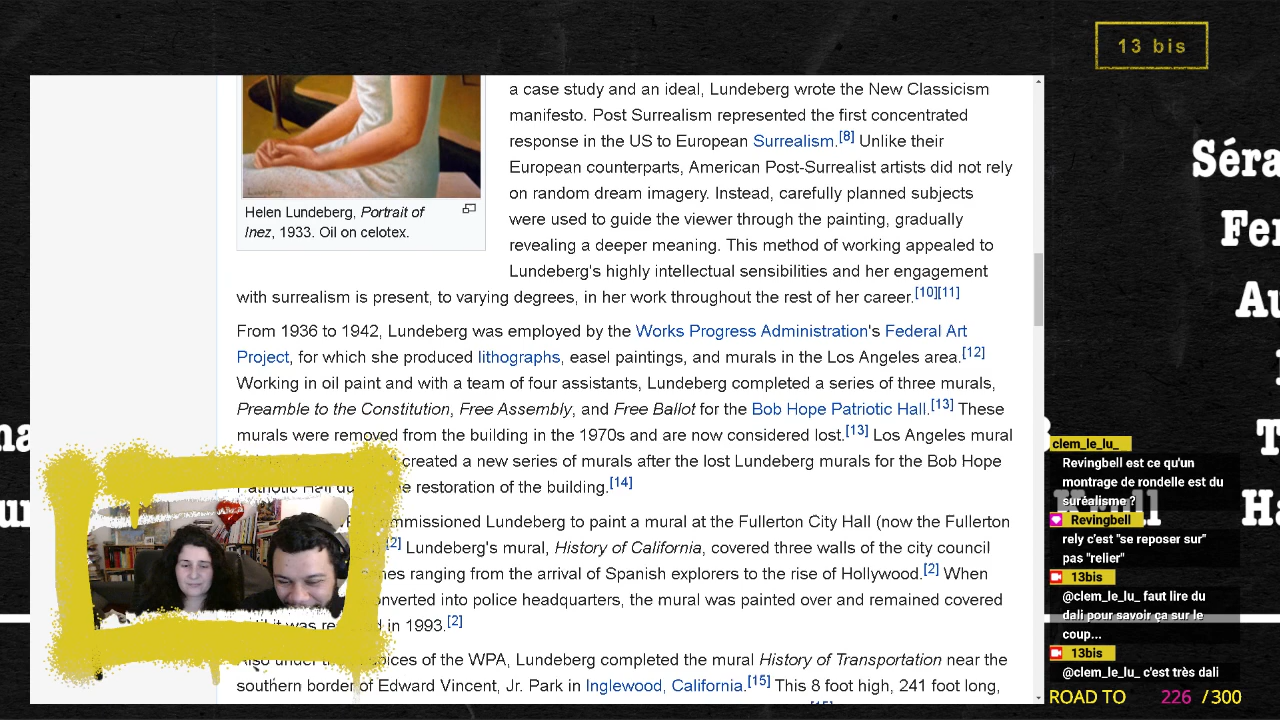 13 bis
a case study and an ideal, Lundeberg wrote the New Classicism
manifesto. Post Surrealism represented the first concentrated
response in the US to European Surrealism.[8] Unlike their
European counterparts, American Post-Surrealist artists did not rely
on random dream imagery. Instead, carefully planned subjects
were used to guide the viewer through the painting, gradually
revealing a deeper meaning. This method of working appealed to
Lundeberg's highly intellectual sensibilities and her engagement
with surrealism is present, to varying degrees, in her work throughout the rest of her career.[10][11]
Helen Lundeberg, Portrait of
Inez, 1933. Oil on celotex.
From 1936 to 1942, Lundeberg was employed by the Works Progress Administration's Federal Art
Project, for which she produced lithographs, easel paintings, and murals in the Los Angeles area.[12]
Working in oil paint and with a team of four assistants, Lundeberg completed a series of three murals,
Preamble to the Constitution, Free Assembly, and Free Ballot for the Bob Hope Patriotic Hall.[13] These
murals were removed from the building in the 1970s and are now considered lost.[13] Los Angeles mural
created a new series of murals after the lost Lundeberg murals for the Bob Hope
restoration of the building.[14]
commissioned Lundeberg to paint a mural at the Fullerton City Hall (now the Fullerton
[2] Lundeberg's mural, History of California, covered three walls of the city council
ranging from the arrival of Spanish explorers to the rise of Hollywood.[2] When
converted into police headquarters, the mural was painted over and remained covered
in 1993.[2]
of the WPA, Lundeberg completed the mural History of Transportation near the
southern border of Edward Vincent, Jr. Park in Inglewood, California.[15] This 8 foot high, 241 foot long,
Séra
Fer
Au
clem_le_lu_
Revingbell est ce qu'un
montrage de rondelle est du
suréalisme ?
Revingbell
rely c'est "se reposer sur"
pas "relier"
13bis
@clem_le_lu_ faut lire du
dali pour savoir ça sur le
coup...
13bis
@clem_le_lu_ c'est très dali
ROAD TO 226 /300